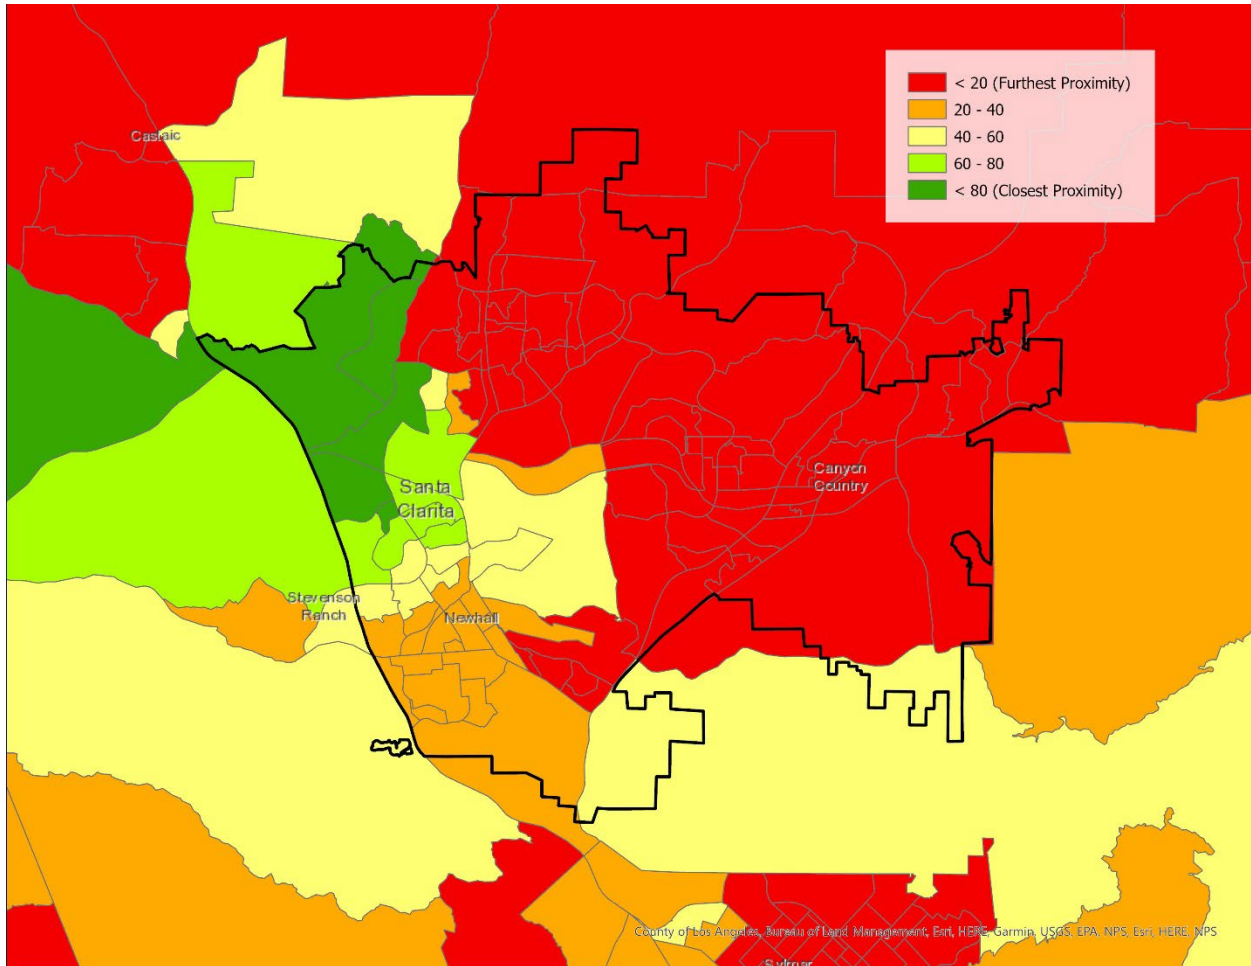 < 20 (Furthest Proximity)
20 - 40
40 - 60
60 - 80
< 80 (Closest Proximity)
Castaic
Canyon
Country
Santa
Clarita
Stevenson
Ranch
Newhall
County of Los Angeles, Bureau of Land Management, Esri, HERE, Garmin, USGS, EPA, NPS, Esri, HERE, NPS
Sylmar